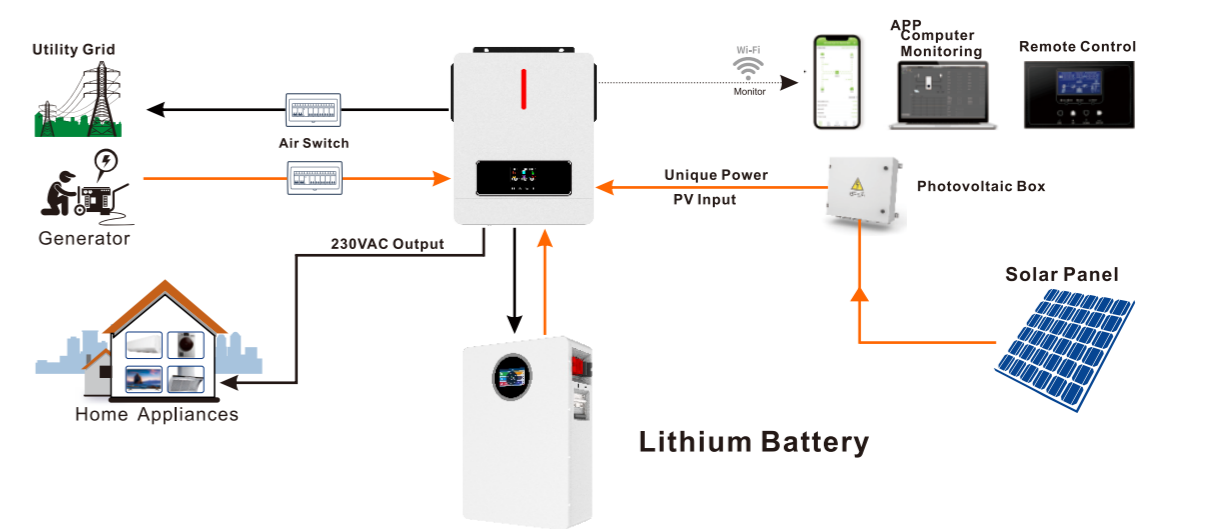 Utility Grid
Air Switch
Generator
230VAC Output
Home Appliances
Wi-Fi
Monitor
APP
Computer
Monitoring
Remote Control
Unique Power
PV Input
Photovoltaic Box
Solar Panel
Lithium Battery